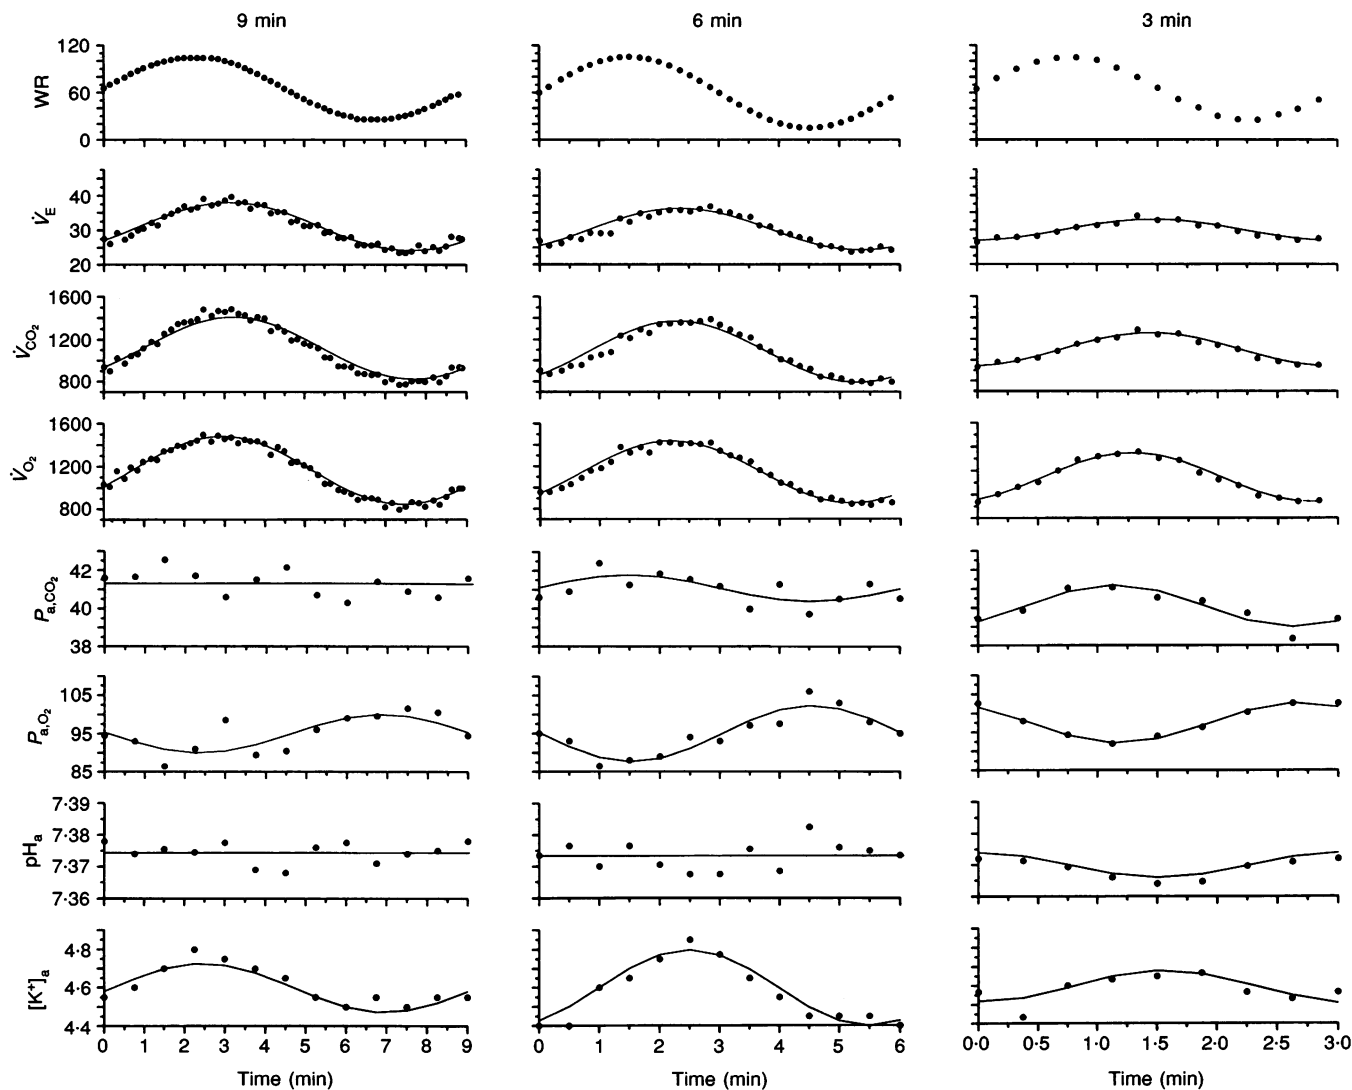 9 min 6 min 3 min
WR
120
60
0
V̇E
40
30
20
V̇CO2
1600
1200
800
V̇O2
1600
1200
800
Pa,CO2
42
40
38
Pa,O2
105
95
85
pHa
7·39
7·38
7·37
7·36
[K+]a
4·8
4·6
4·4
0 1 2 3 4 5 6 7 8 9 0 1 2 3 4 5 6 0·0 0·5 1·0 1·5 2·0 2·5 3·0
Time (min) Time (min) Time (min)